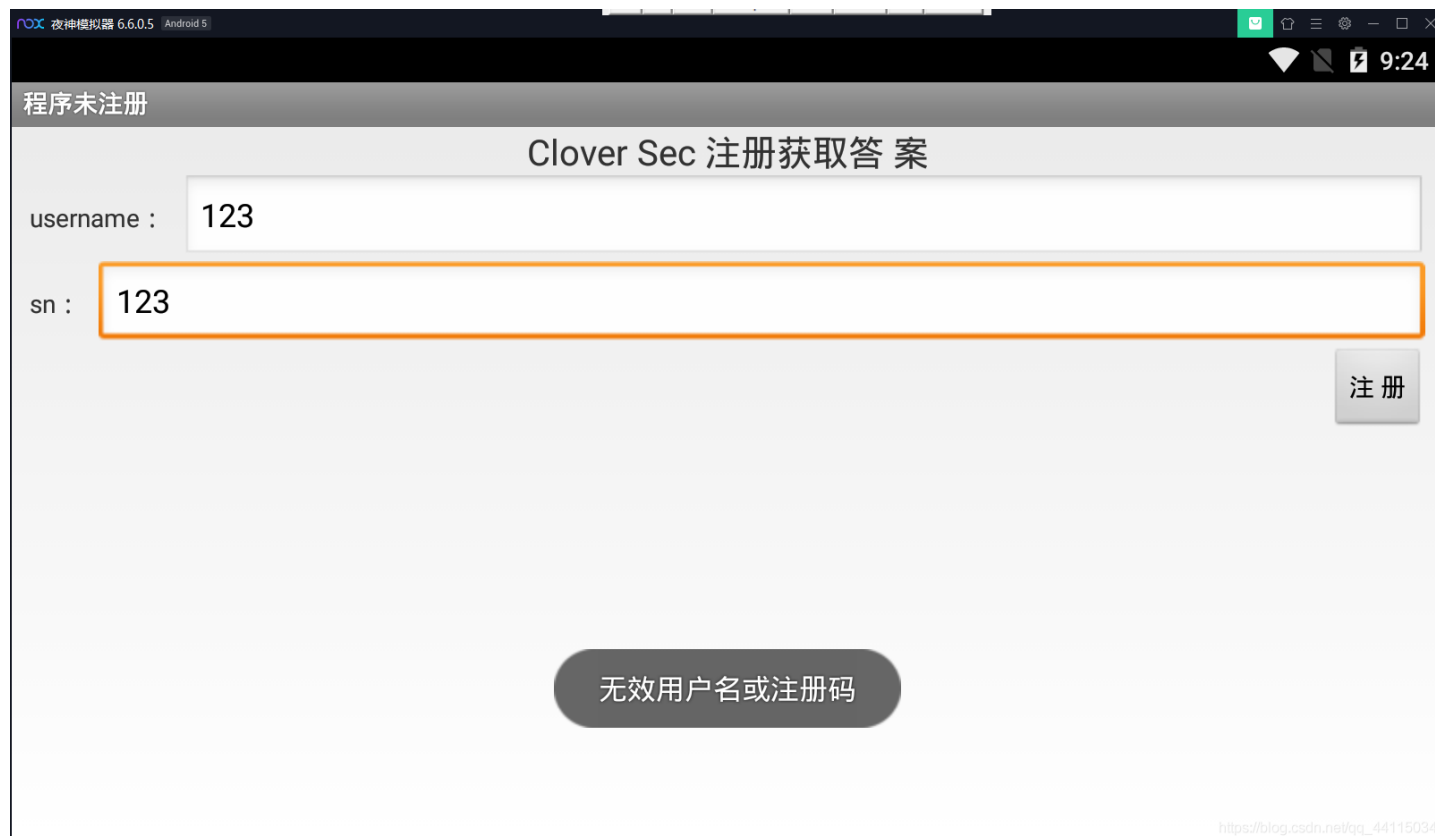 nox 夜神模拟器 6.6.0.5 Android 5
9:24
程序未注册
Clover Sec 注册获取答 案
username： 123
sn： 123
注 册
无效用户名或注册码
https://blog.csdn.net/qq_44115034